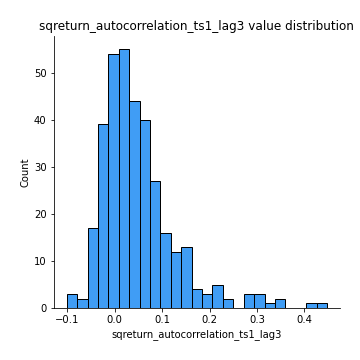 sqreturn_autocorrelation_ts1_lag3 value distribution
50
40
30
20
10
0
Count
−0.1 0.0 0.1 0.2 0.3 0.4
sqreturn_autocorrelation_ts1_lag3